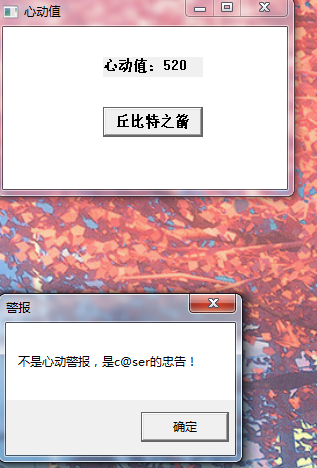 心动值
心动值：520
丘比特之箭
警报
不是心动警报，是c@ser的忠告！
确定